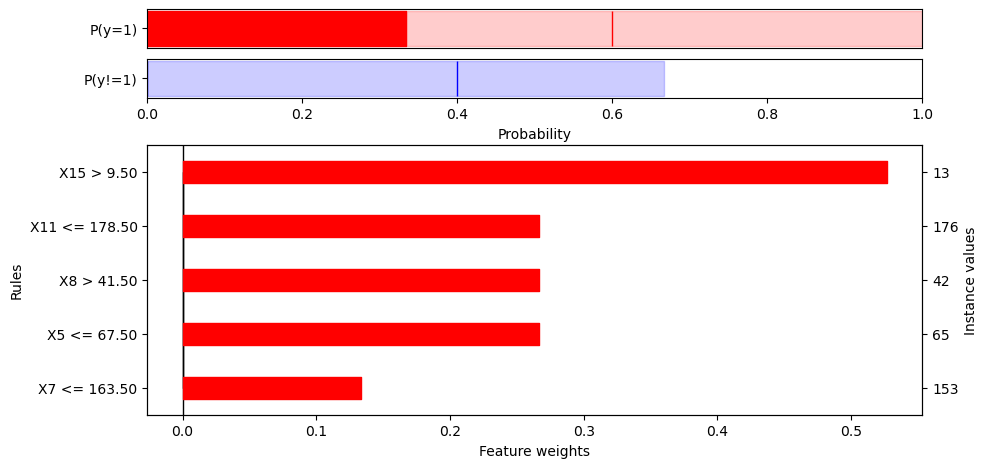 P(y=1)
P(y!=1)
0.0 0.2 0.4 0.6 0.8 1.0
Probability
Rules
X15 > 9.50 13
X11 <= 178.50 176
X8 > 41.50 42
X5 <= 67.50 65
X7 <= 163.50 153
Instance values
0.0 0.1 0.2 0.3 0.4 0.5
Feature weights